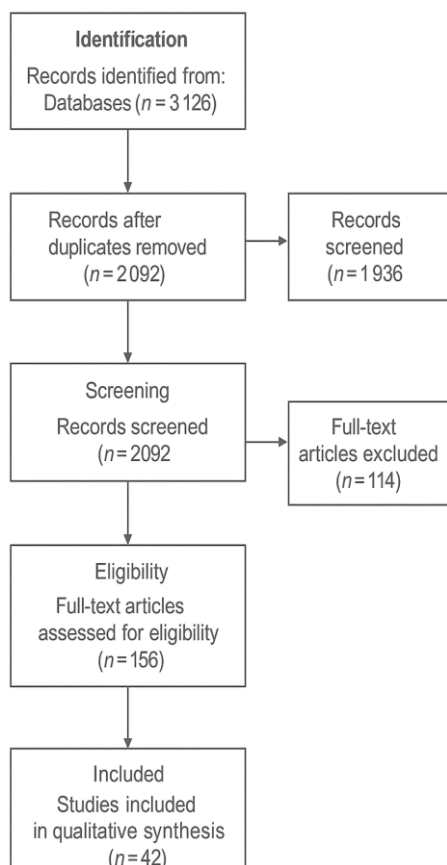 Identification
Records identified from:
Databases (n = 3 126)
Records after
duplicates removed
(n = 2 092)
Records
screened
(n = 1 936
Screening
Records screened
(n = 2092
Full-text
articles excluded
(n = 114)
Eligibility
Full-text articles
assessed for eligibility
(n = 156)
Included
Studies included
in qualitative synthesis
(n = 42)